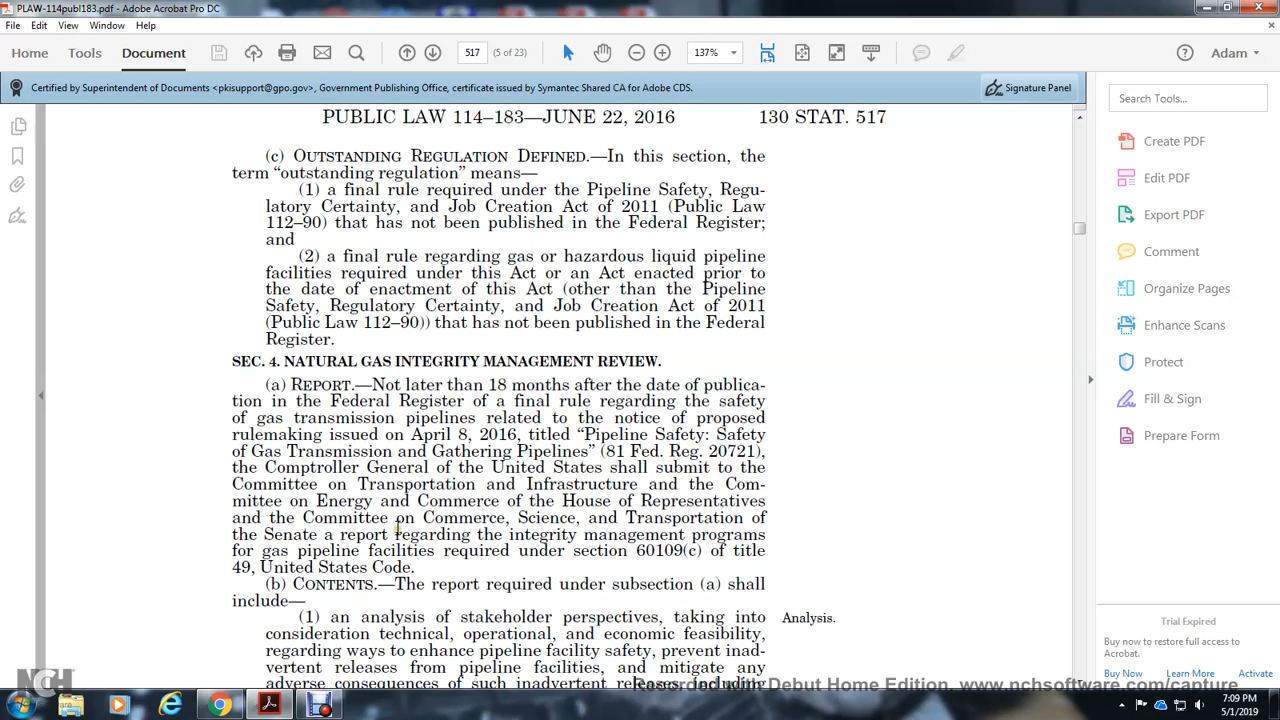 PLAW-114publ183.pdf - Adobe Acrobat Pro DC
File Edit View Window Help
Home Tools Document 517 (5 of 23) 137% Adam
Certified by Superintendent of Documents <pkisupport@gpo.gov>, Government Publishing Office, certificate issued by Symantec Shared CA for Adobe CDS. Signature Panel
PUBLIC LAW 114–183—JUNE 22, 2016 130 STAT. 517
(c) OUTSTANDING REGULATION DEFINED.—In this section, the
term “outstanding regulation” means—
(1) a final rule required under the Pipeline Safety, Regu-
latory Certainty, and Job Creation Act of 2011 (Public Law
112–90) that has not been published in the Federal Register;
and
(2) a final rule regarding gas or hazardous liquid pipeline
facilities required under this Act or an Act enacted prior to
the date of enactment of this Act (other than the Pipeline
Safety, Regulatory Certainty, and Job Creation Act of 2011
(Public Law 112–90)) that has not been published in the Federal
Register.
SEC. 4. NATURAL GAS INTEGRITY MANAGEMENT REVIEW.
(a) REPORT.—Not later than 18 months after the date of publica-
tion in the Federal Register of a final rule regarding the safety
of gas transmission pipelines related to the notice of proposed
rulemaking issued on April 8, 2016, titled “Pipeline Safety: Safety
of Gas Transmission and Gathering Pipelines” (81 Fed. Reg. 20721),
the Comptroller General of the United States shall submit to the
Committee on Transportation and Infrastructure and the Com-
mittee on Energy and Commerce of the House of Representatives
and the Committee on Commerce, Science, and Transportation of
the Senate a report regarding the integrity management programs
for gas pipeline facilities required under section 60109(c) of title
49, United States Code.
(b) CONTENTS.—The report required under subsection (a) shall
include—
(1) an analysis of stakeholder perspectives, taking into
Analysis.
consideration technical, operational, and economic feasibility,
regarding ways to enhance pipeline facility safety, prevent inad-
vertent releases from pipeline facilities, and mitigate any
adverse consequences of such inadvertent releases, including
Search Tools...
Create PDF
Edit PDF
Export PDF
Comment
Organize Pages
Enhance Scans
Protect
Fill & Sign
Prepare Form
Trial Expired
Buy now to restore full access to
Acrobat.
Buy Now Learn More Activate
NCH
Recorded with Debut Home Edition. www.nchsoftware.com/capture
7:09 PM
5/1/2019